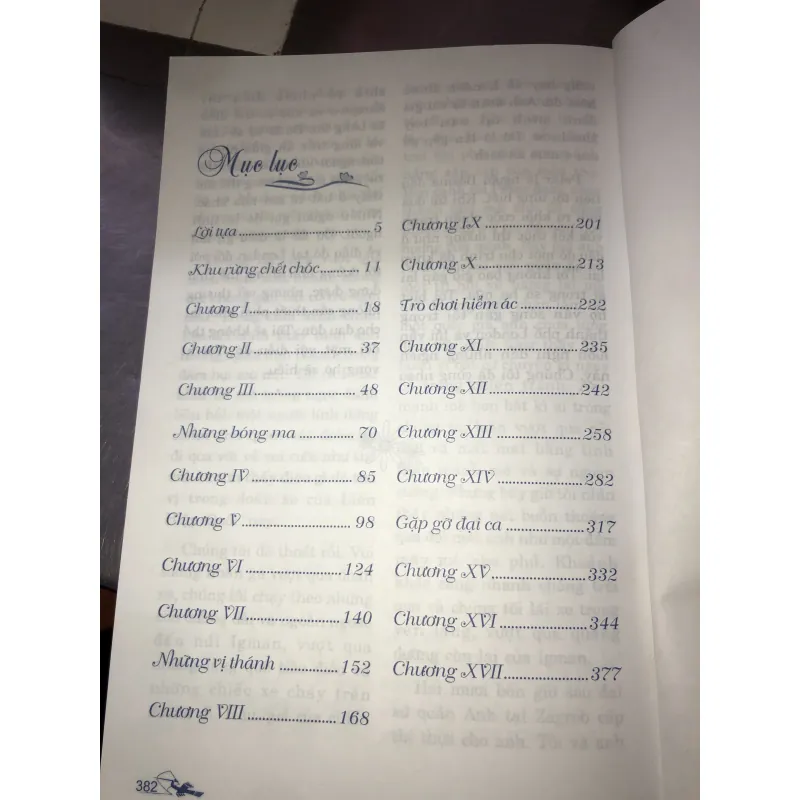 Mục lục
Lời tựa ................................. 5
Khu rừng chết chóc............ 11
Chương I............................. 18
Chương II ........................... 37
Chương III .......................... 48
Những bóng ma ................ 70
Chương IV .......................... 85
Chương V............................ 98
Chương VI ......................... 124
Chương VII ........................ 140
Những vị thánh ............... 152
Chương VIII ....................... 168
Chương IX .......................201
Chương X .........................213
Trò chơi hiểm ác ...............222
Chương XI ........................235
Chương XII .......................242
Chương XIII ......................258
Chương XIV ......................282
Gặp gỡ đại ca ....................317
Chương XV........................332
Chương XVI .......................344
Chương XVII ......................377
382